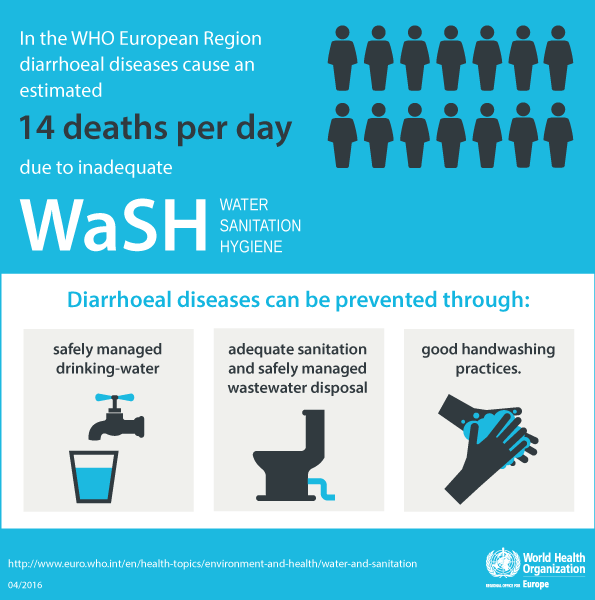 In the WHO European Region
diarrhoeal diseases cause an
estimated
14 deaths per day
due to inadequate
WaSH
WATER
SANITATION
HYGIENE
Diarrhoeal diseases can be prevented through:
safely managed
drinking-water
adequate sanitation
and safely managed
wastewater disposal
good handwashing
practices.
http://www.euro.who.int/en/health-topics/environment-and-health/water-and-sanitation
04/2016
World Health
Organization
REGIONAL OFFICE FOR Europe